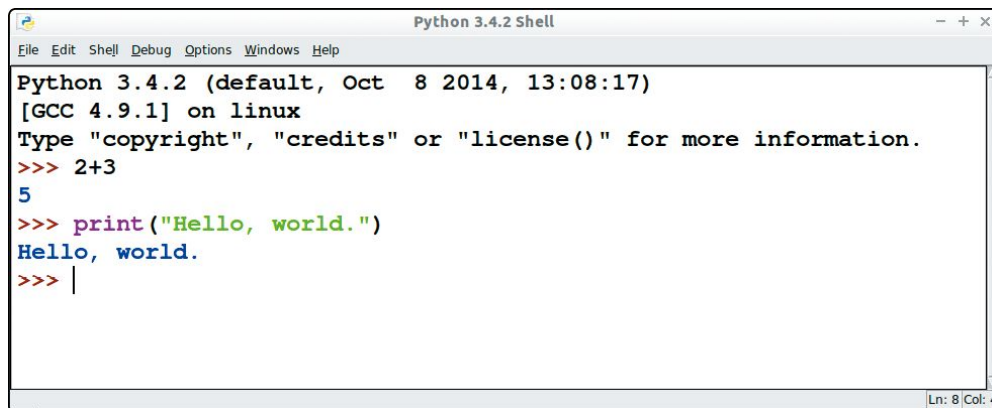 Python 3.4.2 Shell
File Edit Shell Debug Options Windows Help
Python 3.4.2 (default, Oct  8 2014, 13:08:17)
[GCC 4.9.1] on linux
Type "copyright", "credits" or "license()" for more information.
>>> 2+3
5
>>> print("Hello, world.")
Hello, world.
>>>
Ln: 8 Col: 4